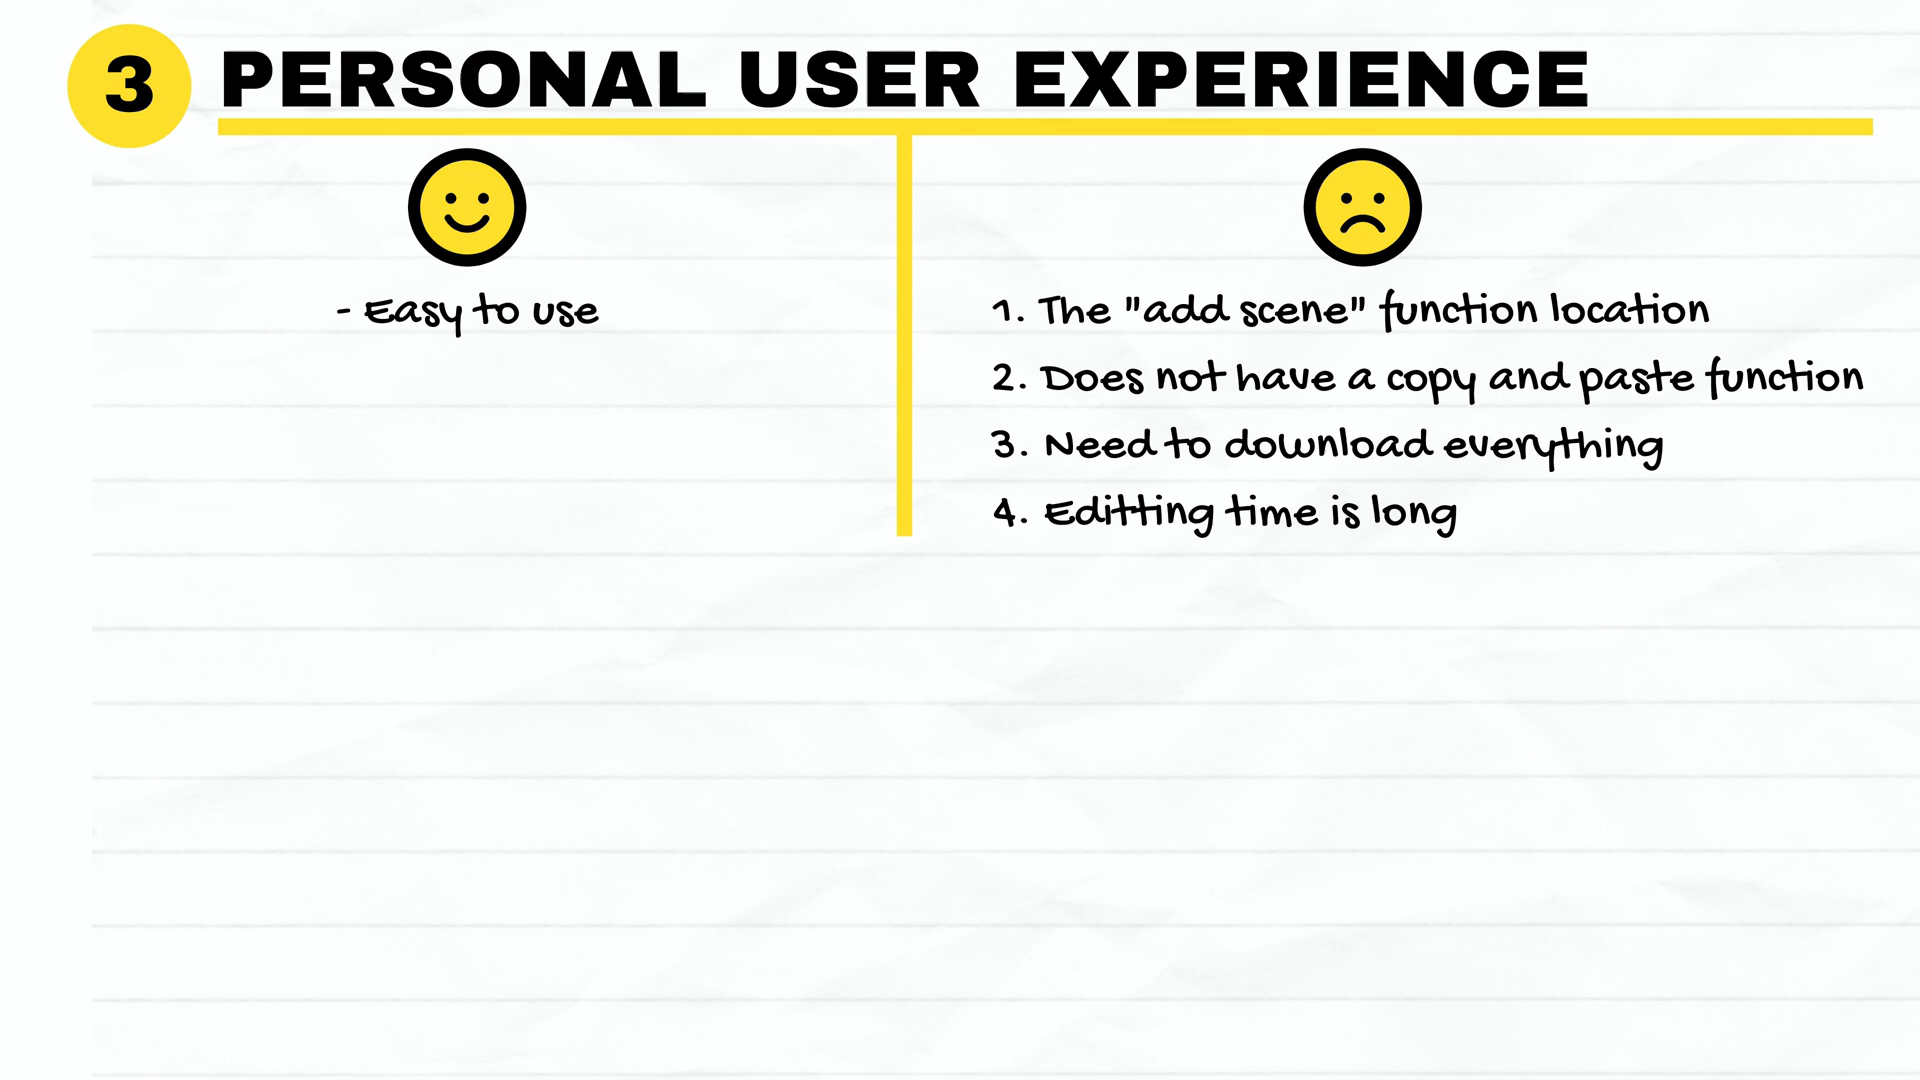 3 PERSONAL USER EXPERIENCE
- Easy to use
1. The "add scene" function location
2. Does not have a copy and paste function
3. Need to download everything
4. Editting time is long